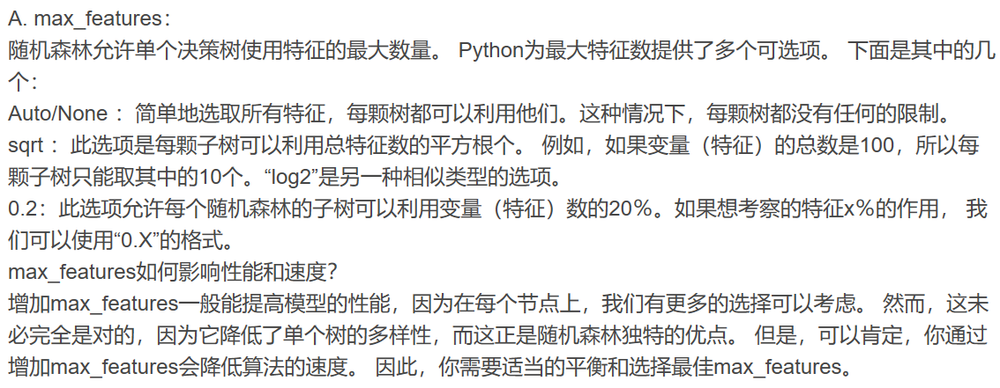 A. max_features：
随机森林允许单个决策树使用特征的最大数量。 Python为最大特征数提供了多个可选项。 下面是其中的几
个：
Auto/None ：简单地选取所有特征，每颗树都可以利用他们。这种情况下，每颗树都没有任何的限制。
sqrt ：此选项是每颗子树可以利用总特征数的平方根个。 例如，如果变量（特征）的总数是100，所以每
颗子树只能取其中的10个。“log2”是另一种相似类型的选项。
0.2：此选项允许每个随机森林的子树可以利用变量（特征）数的20％。如果想考察的特征x％的作用， 我
们可以使用“0.X”的格式。
max_features如何影响性能和速度？
增加max_features一般能提高模型的性能，因为在每个节点上，我们有更多的选择可以考虑。 然而，这未
必完全是对的，因为它降低了单个树的多样性，而这正是随机森林独特的优点。 但是，可以肯定，你通过
增加max_features会降低算法的速度。 因此，你需要适当的平衡和选择最佳max_features。